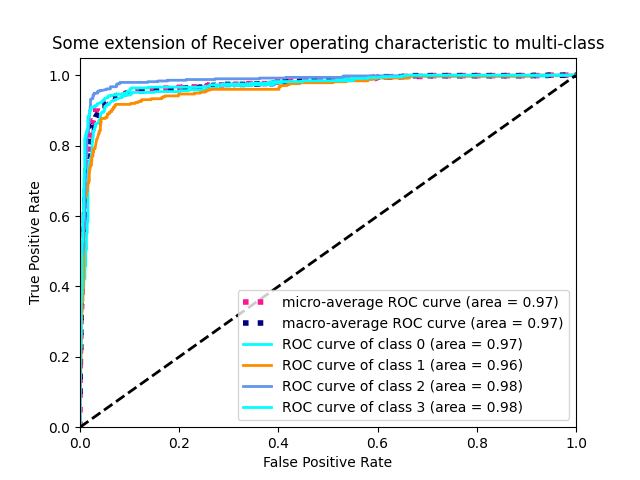 Some extension of Receiver operating characteristic to multi-class
True Positive Rate
1.0
0.8
0.6
0.4
0.2
0.0
micro-average ROC curve (area = 0.97)
macro-average ROC curve (area = 0.97)
ROC curve of class 0 (area = 0.97)
ROC curve of class 1 (area = 0.96)
ROC curve of class 2 (area = 0.98)
ROC curve of class 3 (area = 0.98)
0.0 0.2 0.4 0.6 0.8 1.0
False Positive Rate